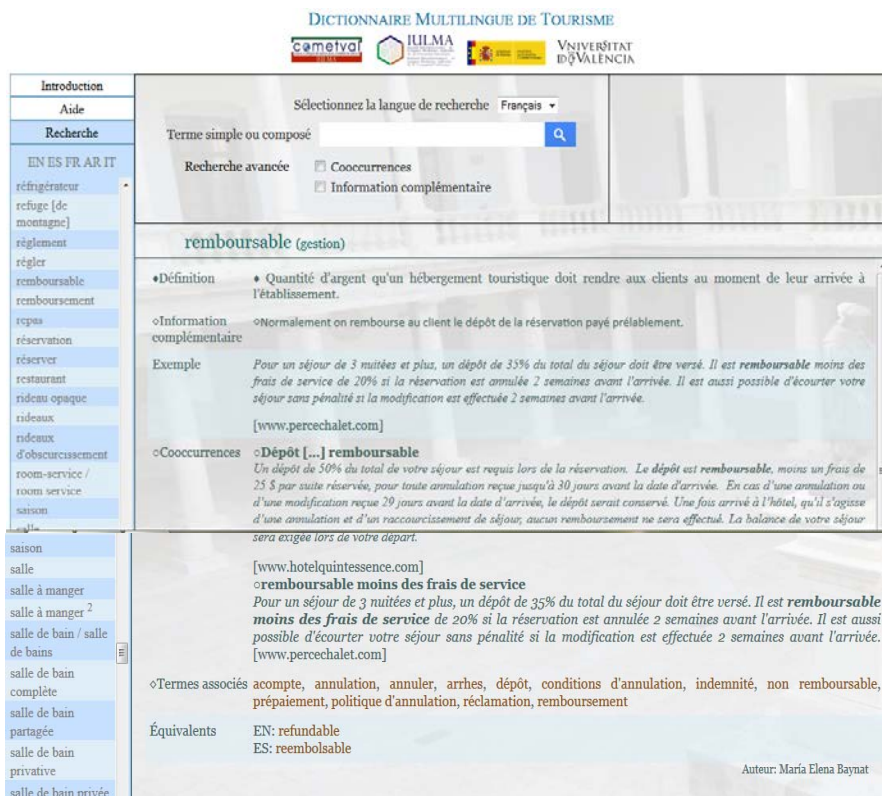 DICTIONNAIRE MULTILINGUE DE TOURISME
cometval
IULMA
IULMA
VNIVERSITAT
ID VALÈNCIA
Introduction
Aide
Recherche
EN ES FR AR IT
réfrigérateur
refuge [de
montagne]
règlement
régler
remboursable
remboursement
repas
réservation
réserver
restaurant
rideau opaque
rideaux
rideaux
d'obscurcissement
room-service /
room service
saison
salle
saison
salle
salle à manger
salle à manger 2
salle de bain / salle
de bains
salle de bain
complète
salle de bain
partagée
salle de bain
privative
salle de bain privée
Sélectionnez la langue de recherche Français
Terme simple ou composé
Recherche avancée Cooccurrences
Information complémentaire
remboursable (gestion)
♦Définition ♦ Quantité d'argent qu'un hébergement touristique doit rendre aux clients au moment de leur arrivée à
l'établissement.
◊Information ◊Normalement on rembourse au client le dépôt de la réservation payé préalablement.
complémentaire
Exemple Pour un séjour de 3 nuitées et plus, un dépôt de 35% du total du séjour doit être versé. Il est remboursable moins des
frais de service de 20% si la réservation est annulée 2 semaines avant l'arrivée. Il est aussi possible d'écourter votre
séjour sans pénalité si la modification est effectuée 2 semaines avant l'arrivée.
[www.percechalet.com]
○Cooccurrences ○Dépôt [...] remboursable
Un dépôt de 50% du total de votre séjour est requis lors de la réservation. Le dépôt est remboursable, moins un frais de
25 $ par suite réservée, pour toute annulation reçue jusqu'à 30 jours avant la date d'arrivée. En cas d'une annulation ou
d'une modification reçue 29 jours avant la date d'arrivée, le dépôt serait conservé. Une fois arrivé à l'hôtel, qu'il s'agisse
d'une annulation et d'un raccourcissement de séjour, aucun remboursement ne sera effectué. La balance de votre séjour
sera exigée lors de votre départ.
[www.hotelquintessence.com]
○remboursable moins des frais de service
Pour un séjour de 3 nuitées et plus, un dépôt de 35% du total du séjour doit être versé. Il est remboursable
moins des frais de service de 20% si la réservation est annulée 2 semaines avant l'arrivée. Il est aussi
possible d'écourter votre séjour sans pénalité si la modification est effectuée 2 semaines avant l'arrivée.
[www.percechalet.com]
◊Termes associés acompte, annulation, annuler, arrhes, dépôt, conditions d'annulation, indemnité, non remboursable,
prépaiement, politique d'annulation, réclamation, remboursement
Équivalents EN: refundable
ES: reembolsable
Auteur: María Elena Baynat